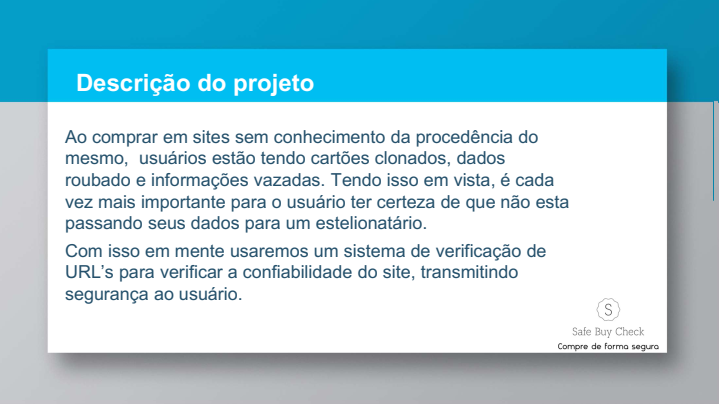 Descrição do projeto
Ao comprar em sites sem conhecimento da procedência do
mesmo,  usuários estão tendo cartões clonados, dados
roubado e informações vazadas. Tendo isso em vista, é cada
vez mais importante para o usuário ter certeza de que não esta
passando seus dados para um estelionatário.
Com isso em mente usaremos um sistema de verificação de
URL’s para verificar a confiabilidade do site, transmitindo
segurança ao usuário.
S
Safe Buy Check
Compre de forma segura